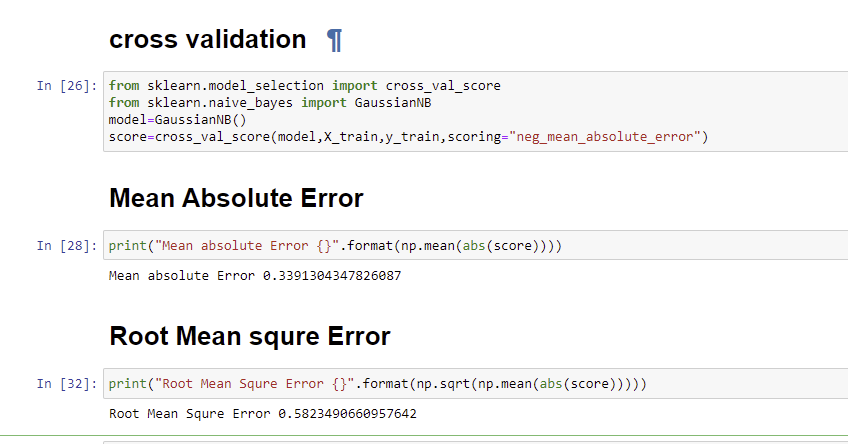 cross validation ¶
In [26]: from sklearn.model_selection import cross_val_score
from sklearn.naive_bayes import GaussianNB
model=GaussianNB()
score=cross_val_score(model,X_train,y_train,scoring="neg_mean_absolute_error")
Mean Absolute Error
In [28]: print("Mean absolute Error {}".format(np.mean(abs(score))))
Mean absolute Error 0.3391304347826087
Root Mean squre Error
In [32]: print("Root Mean Squre Error {}".format(np.sqrt(np.mean(abs(score)))))
Root Mean Squre Error 0.5823490660957642